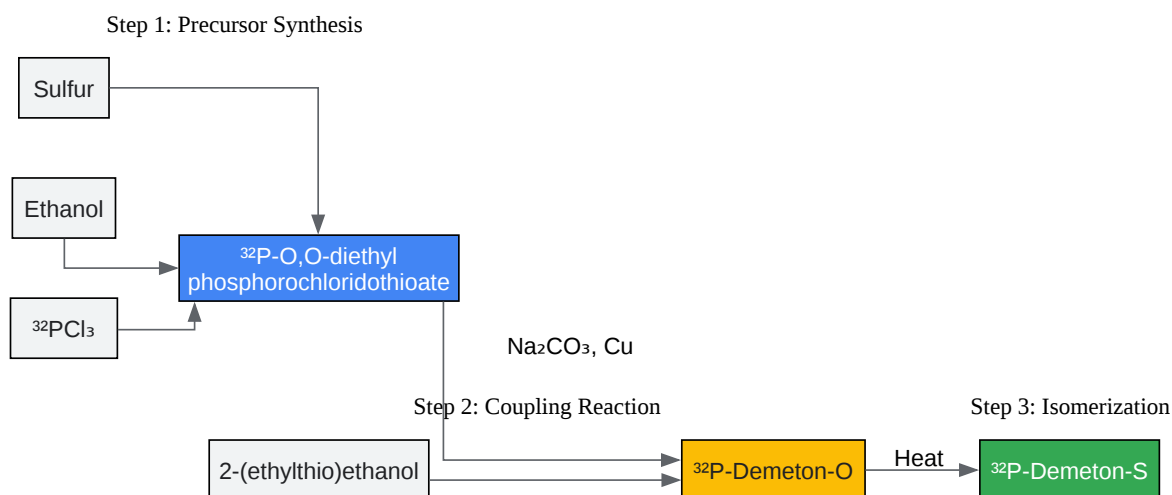 Step 1: Precursor Synthesis
Sulfur
Ethanol
³²P-O,O-diethyl
phosphorochloridothioate
³²PCl₃
Na₂CO₃, Cu
Step 2: Coupling Reaction
Step 3: Isomerization
2-(ethylthio)ethanol
³²P-Demeton-O
Heat
³²P-Demeton-S